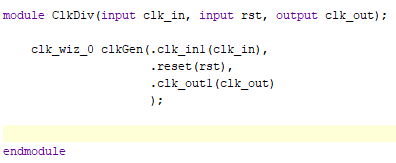 module ClkDiv(input clk_in, input rst, output clk_out);
clk_wiz_0 clkGen(.clk_in1(clk_in),
.reset(rst),
.clk_out1(clk_out)
);
endmodule